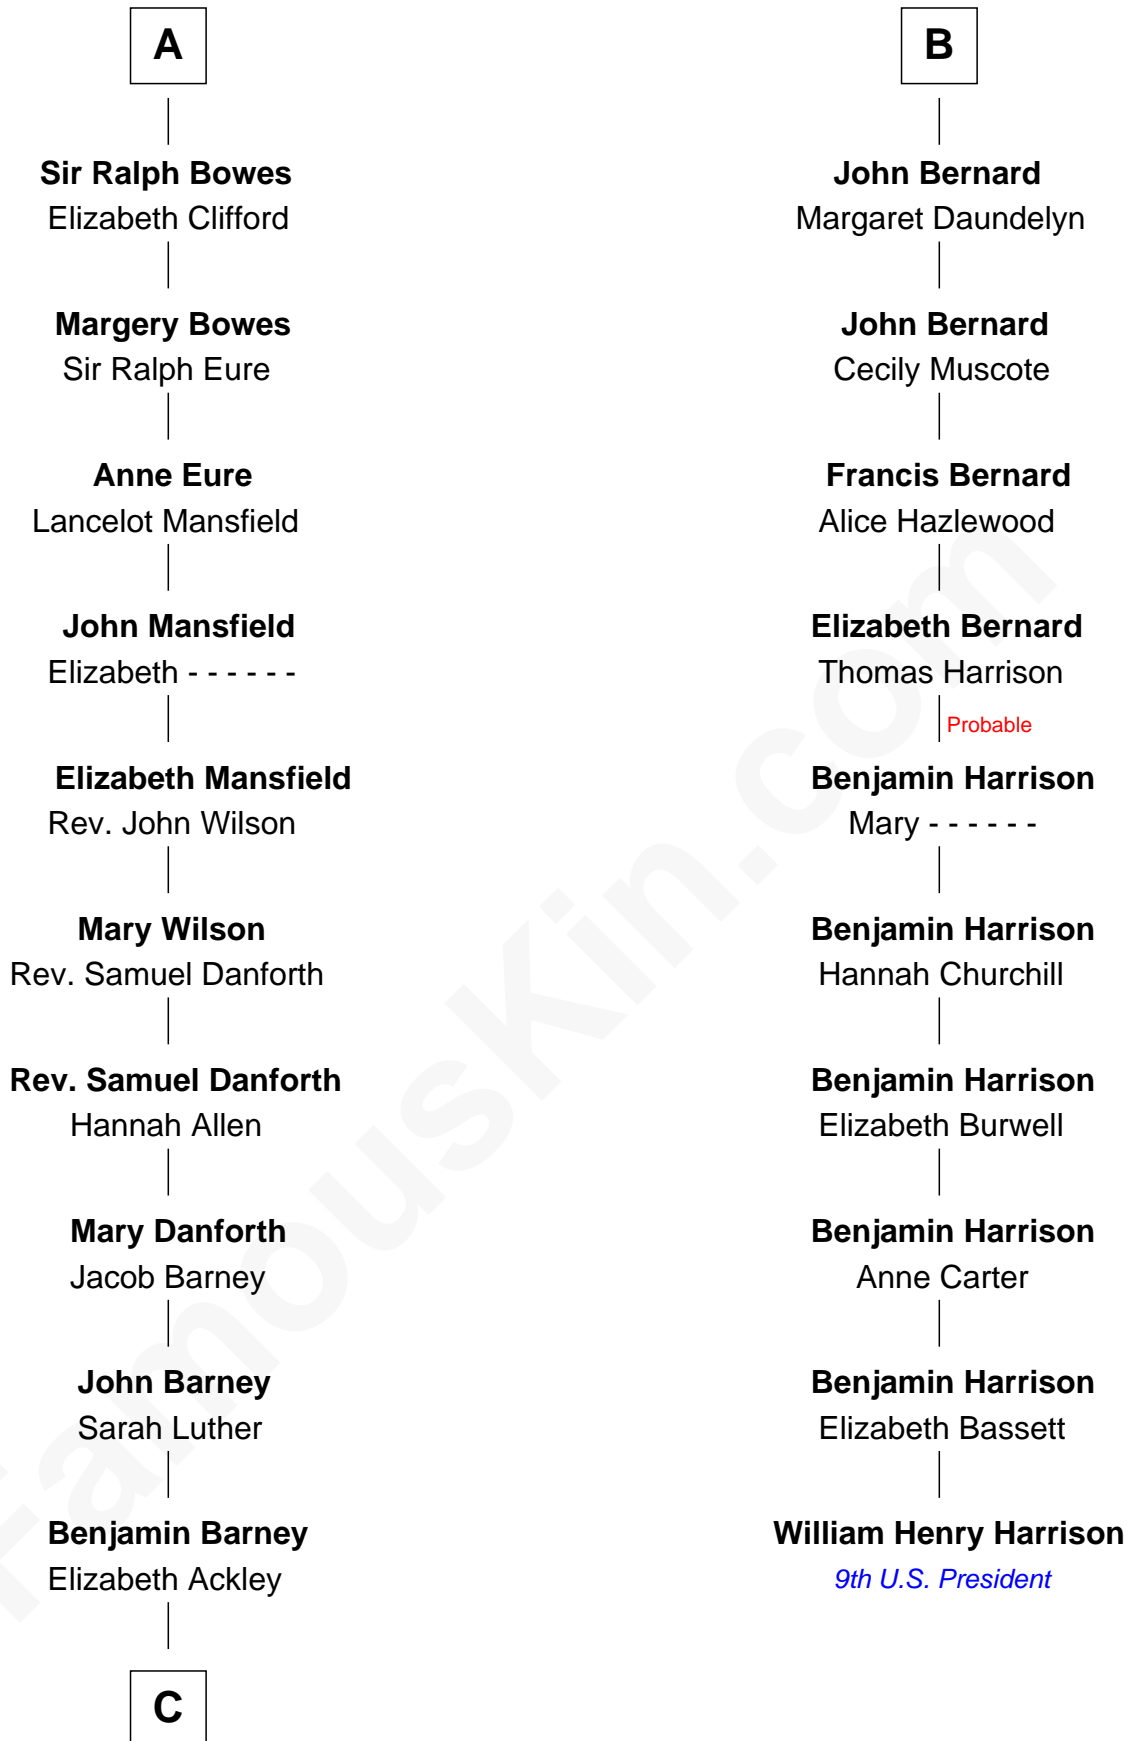 A
Sir Ralph Bowes
Elizabeth Clifford
Margery Bowes
Sir Ralph Eure
Anne Eure
Lancelot Mansfield
John Mansfield
Elizabeth - - - - - -
Elizabeth Mansfield
Rev. John Wilson
Mary Wilson
Rev. Samuel Danforth
Rev. Samuel Danforth
Hannah Allen
Mary Danforth
Jacob Barney
John Barney
Sarah Luther
Benjamin Barney
Elizabeth Ackley
C
B
John Bernard
Margaret Daundelyn
John Bernard
Cecily Muscote
Francis Bernard
Alice Hazlewood
Elizabeth Bernard
Thomas Harrison
Probable
Benjamin Harrison
Mary - - - - - -
Benjamin Harrison
Hannah Churchill
Benjamin Harrison
Elizabeth Burwell
Benjamin Harrison
Anne Carter
Benjamin Harrison
Elizabeth Bassett
William Henry Harrison
9th U.S. President
FamousKin.com